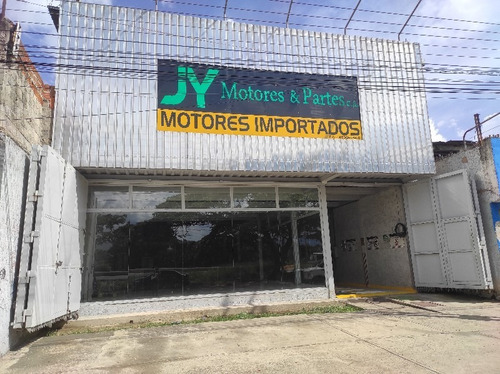 JY Motores & Partes C.A.
MOTORES IMPORTADOS